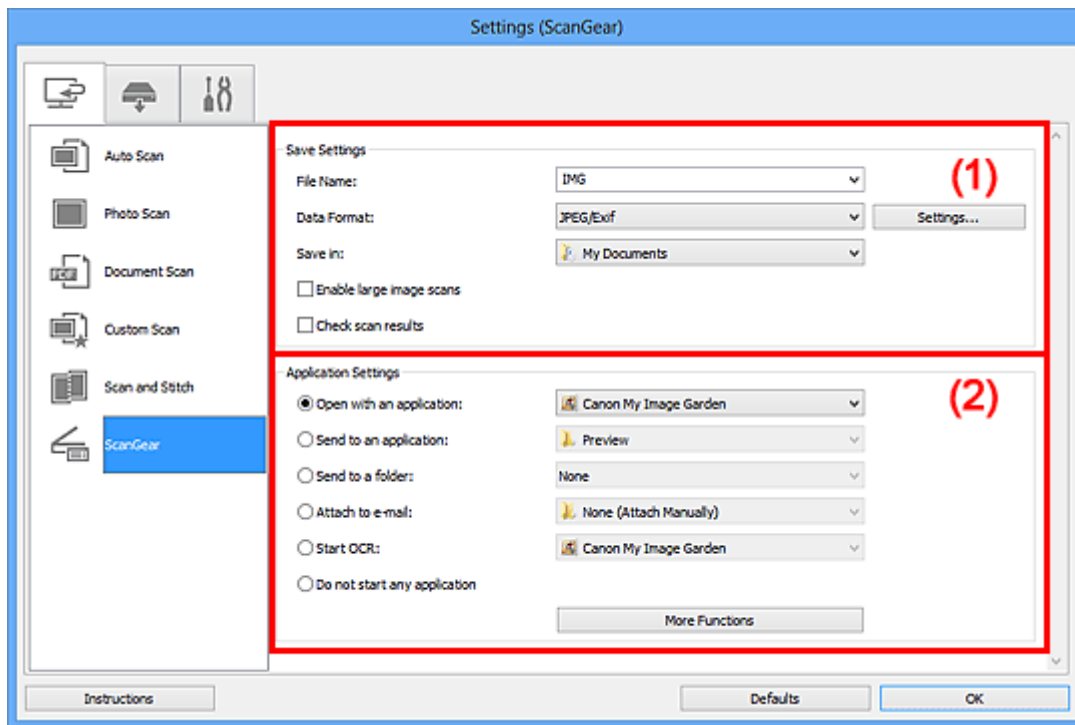 Settings (ScanGear)
Auto Scan
Photo Scan
Document Scan
Custom Scan
Scan and Stitch
ScanGear
(1)
Save Settings
File Name: IMG
Data Format: JPEG/Exif Settings...
Save in: My Documents
Enable large image scans
Check scan results
(2)
Application Settings
Open with an application: Canon My Image Garden
Send to an application: Preview
Send to a folder: None
Attach to e-mail: None (Attach Manually)
Start OCR: Canon My Image Garden
Do not start any application
More Functions
Instructions Defaults OK